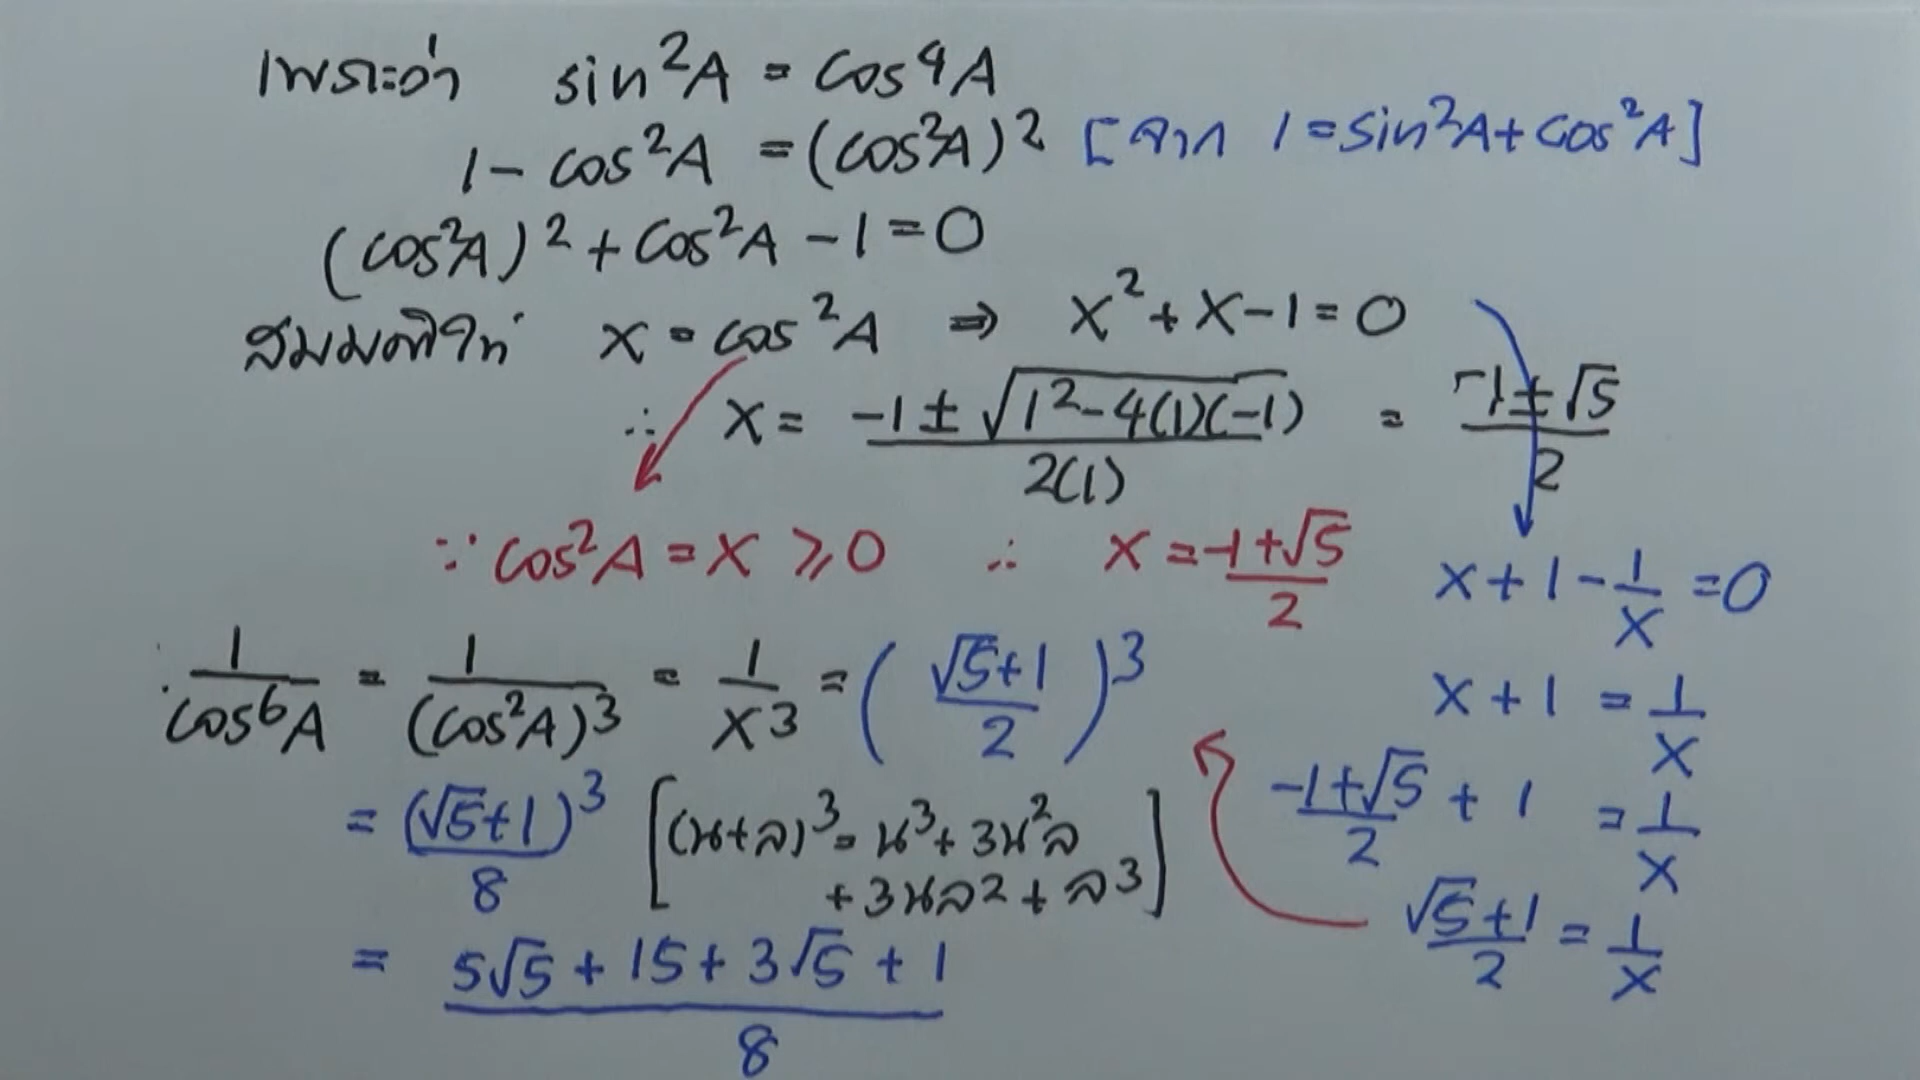 เพราะว่า sin²A = cos⁴A
1 - cos²A = (cos²A)² [จาก 1 = sin²A + cos²A]
(cos²A)² + cos²A - 1 = 0
สมมติให้ x = cos²A ⇒ x² + x - 1 = 0
∴ x = (-1 ± √(1² - 4(1)(-1)))/2(1) = (-1 ± √5)/2
∵ cos²A = x ⩾ 0 ∴ x = (-1 + √5)/2
x + 1 - 1/x = 0
x + 1 = 1/x
(-1 + √5)/2 + 1 = 1/x
(√5 + 1)/2 = 1/x
1/cos⁶A = 1/(cos²A)³ = 1/x³ = ((√5 + 1)/2)³
= (√5 + 1)³/8 [(น + ล)³ = น³ + 3น²ล
+ 3นล² + ล³]
= (5√5 + 15 + 3√5 + 1)/8